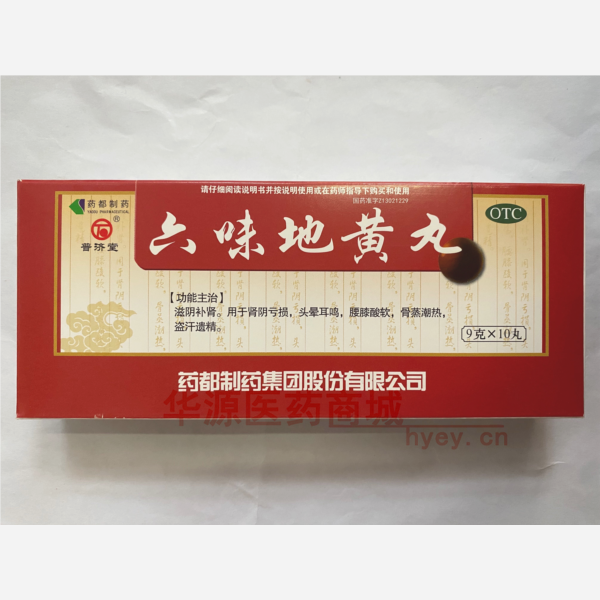 请仔细阅读说明书并按说明使用或在药师指导下购买和使用
国药准字Z13021229
药都制药
YAODU PHARMACEUTICAL
®
普济堂
六味地黄丸
OTC
【功能主治】
滋阴补肾。用于肾阴亏损，头晕耳鸣，腰膝酸软，骨蒸潮热，
盗汗遗精。
9克×10丸
药都制药集团股份有限公司
华源医药商城
hyey.cn